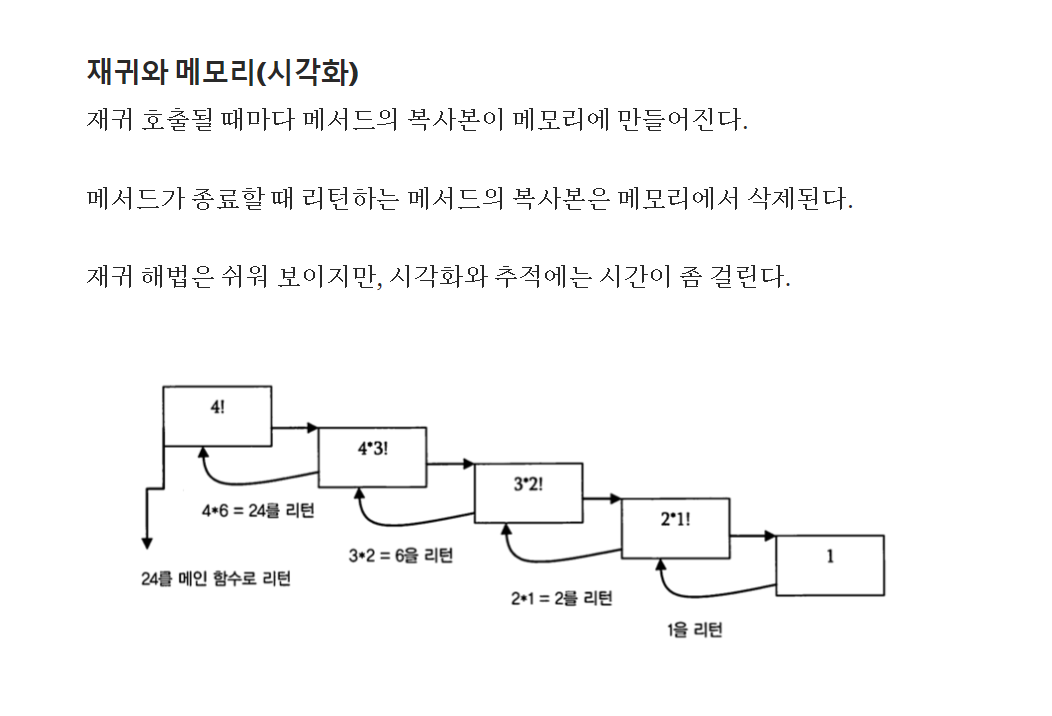 재귀와 메모리(시각화)
재귀 호출될 때마다 메서드의 복사본이 메모리에 만들어진다.
메서드가 종료할 때 리턴하는 메서드의 복사본은 메모리에서 삭제된다.
재귀 해법은 쉬워 보이지만, 시각화와 추적에는 시간이 좀 걸린다.
4!
4*3!
3*2!
2*1!
1
4*6 = 24를 리턴
3*2 = 6을 리턴
24를 메인 함수로 리턴
2*1 = 2를 리턴
1을 리턴